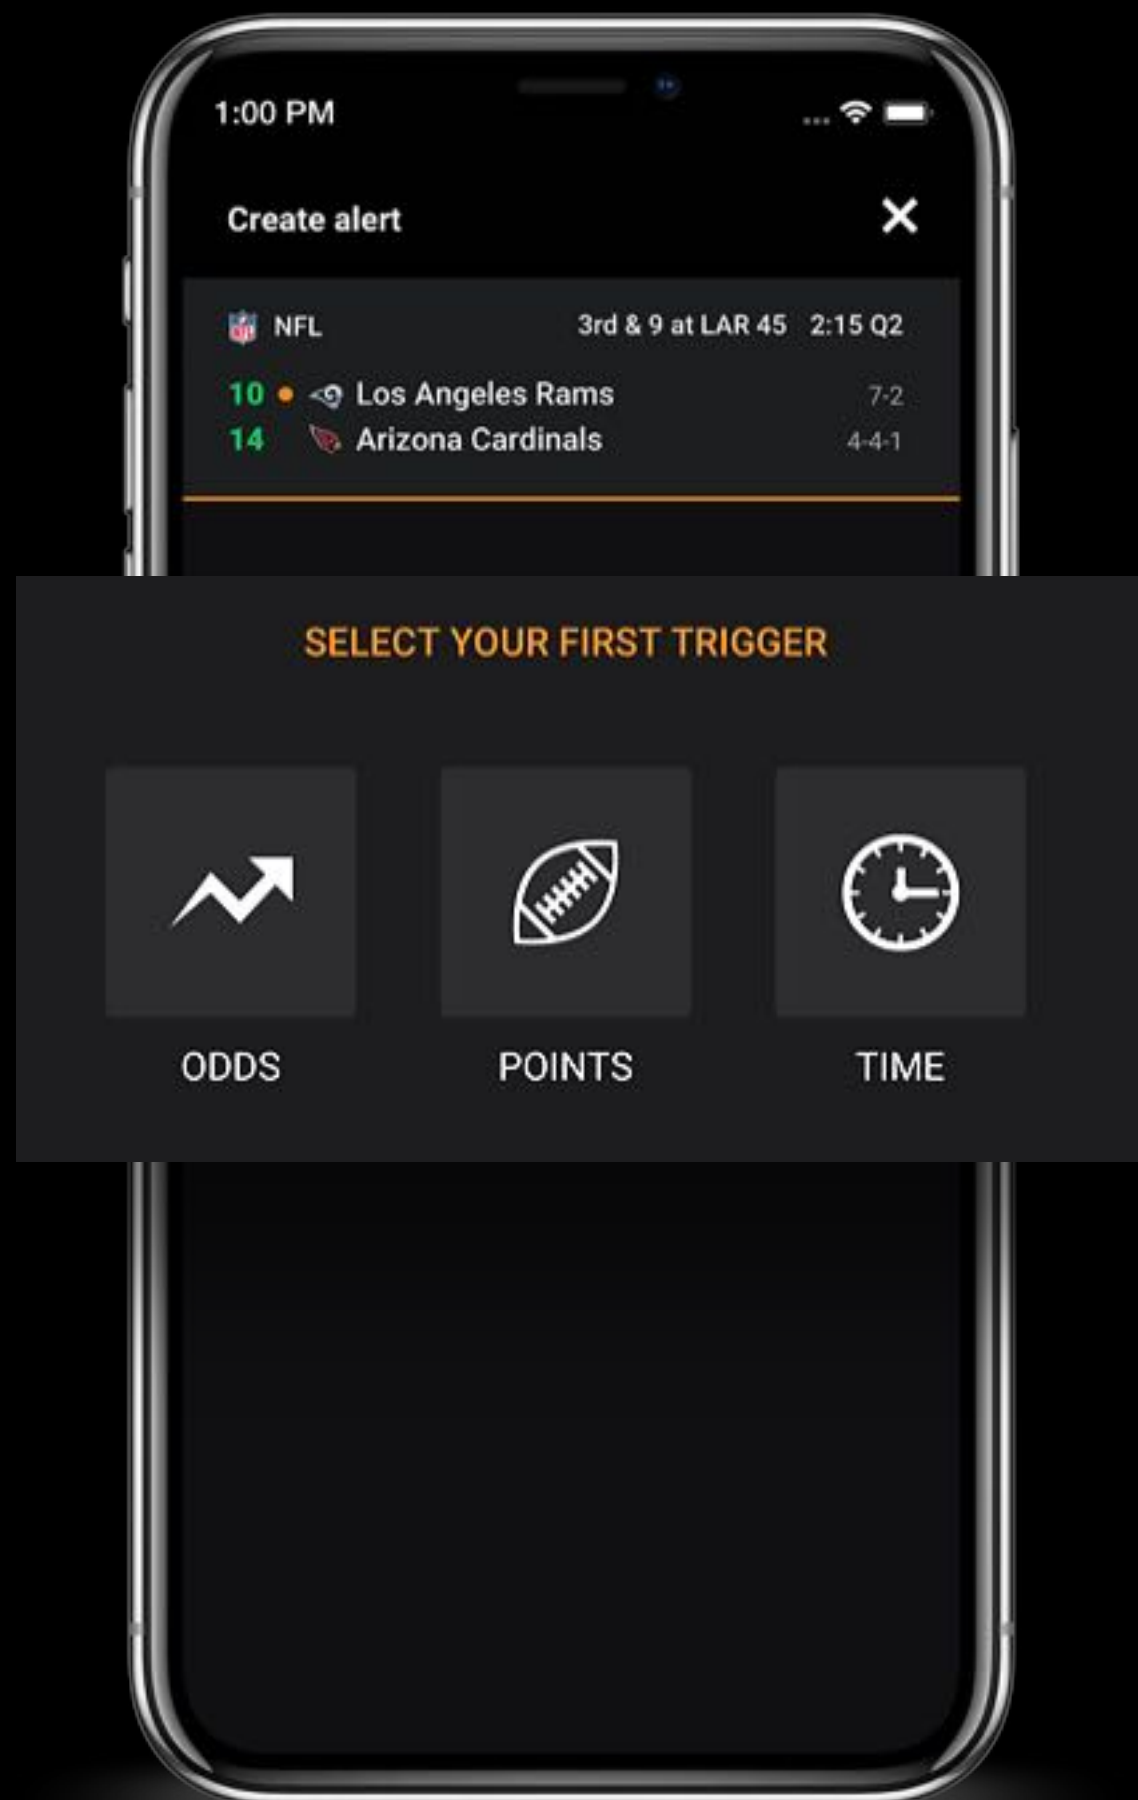 1:00 PM
Create alert
NFL 3rd & 9 at LAR 45 2:15 Q2
10 Los Angeles Rams 7-2
14 Arizona Cardinals 4-4-1
SELECT YOUR FIRST TRIGGER
ODDS POINTS TIME